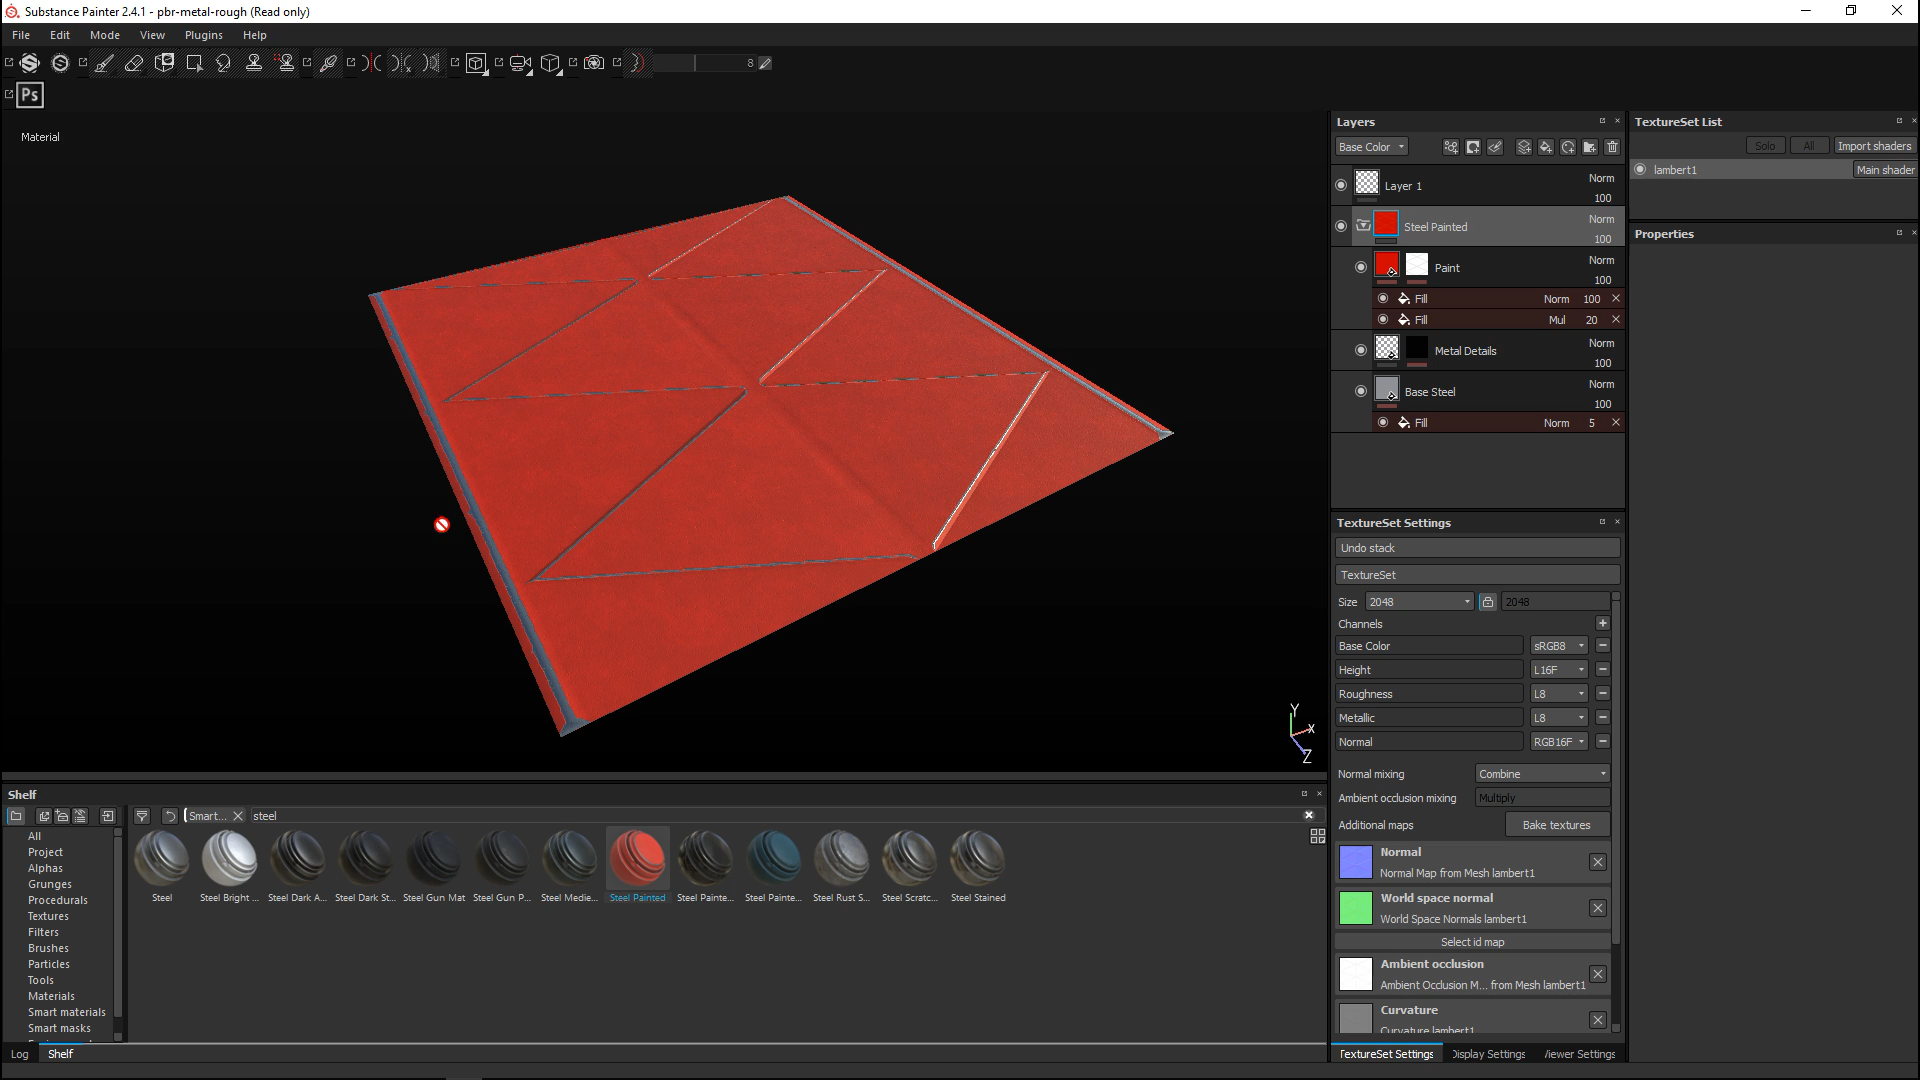 Substance Painter 2.4.1 - pbr-metal-rough (Read only)
File Edit Mode View Plugins Help
8
Ps
Material
Y
X
Z
Layers
Base Color
Layer 1 Norm 100
Steel Painted Norm 100
Paint Norm 100
Fill Norm 100
Fill Mul 20
Metal Details Norm 100
Base Steel Norm 100
Fill Norm 5
TextureSet List
Solo All Import shaders
lambert1 Main shader
Properties
TextureSet Settings
Undo stack
TextureSet
Size 2048 2048
Channels
Base Color sRGB8
Height L16F
Roughness L8
Metallic L8
Normal RGB16F
Normal mixing Combine
Ambient occlusion mixing Multiply
Additional maps Bake textures
Normal
Normal Map from Mesh lambert1
World space normal
World Space Normals lambert1
Select id map
Ambient occlusion
Ambient Occlusion M... from Mesh lambert1
Curvature
Curvature lambert1
TextureSet Settings Display Settings Viewer Settings
Shelf
Smart... steel
All
Project
Alphas
Grunges
Procedurals
Textures
Filters
Brushes
Particles
Tools
Materials
Smart materials
Smart masks
Steel Steel Bright ... Steel Dark A... Steel Dark St... Steel Gun Mat Steel Gun P... Steel Medie... Steel Painted Steel Painte... Steel Painte... Steel Rust S... Steel Scratc... Steel Stained
Log Shelf